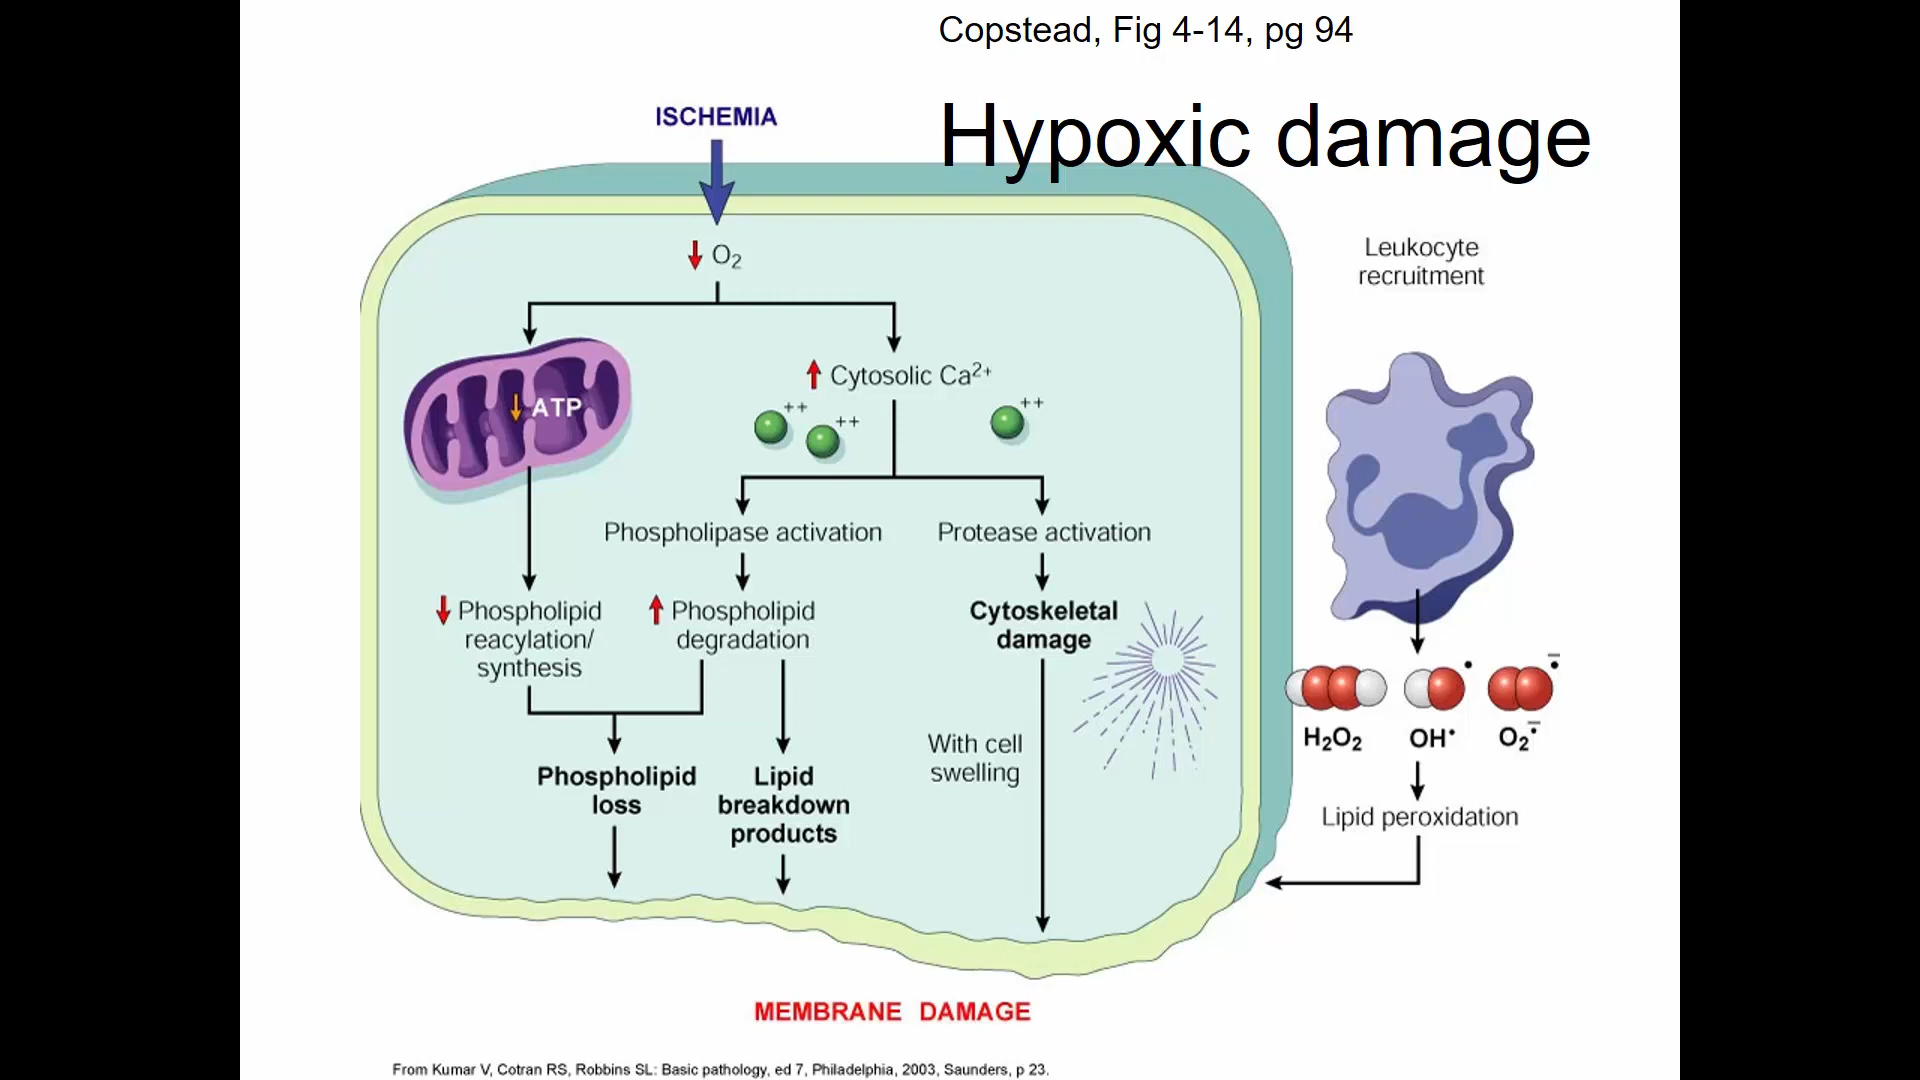 Copstead, Fig 4-14, pg 94
Hypoxic damage
ISCHEMIA
O₂
ATP
Cytosolic Ca²⁺
++
++
++
Phospholipase activation
Protease activation
Phospholipid
reacylation/
synthesis
Phospholipid
degradation
Cytoskeletal
damage
With cell
swelling
Phospholipid
loss
Lipid
breakdown
products
Leukocyte
recruitment
H₂O₂
OH•
O₂⁻•
Lipid peroxidation
MEMBRANE DAMAGE
From Kumar V, Cotran RS, Robbins SL: Basic pathology, ed 7, Philadelphia, 2003, Saunders, p 23.